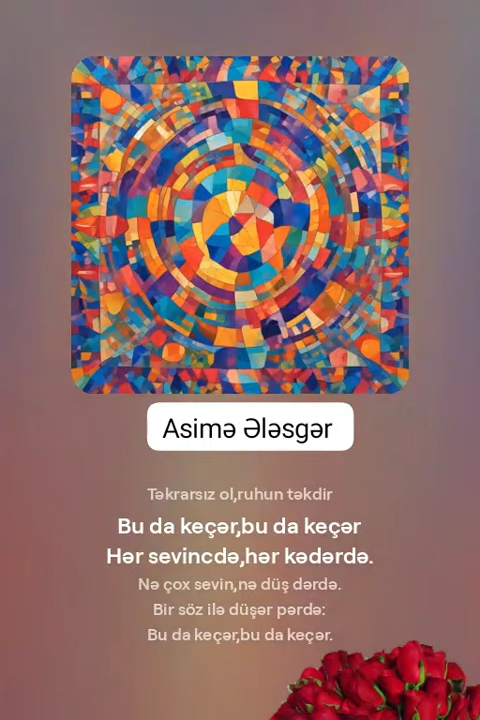 Asimə Ələsgər
Təkrarsız ol,ruhun təkdir
Bu da keçər,bu da keçər
Hər sevincdə,hər kədərdə.
Nə çox sevin,nə düş dərdə.
Bir söz ilə düşər pərdə:
Bu da keçər,bu da keçər.